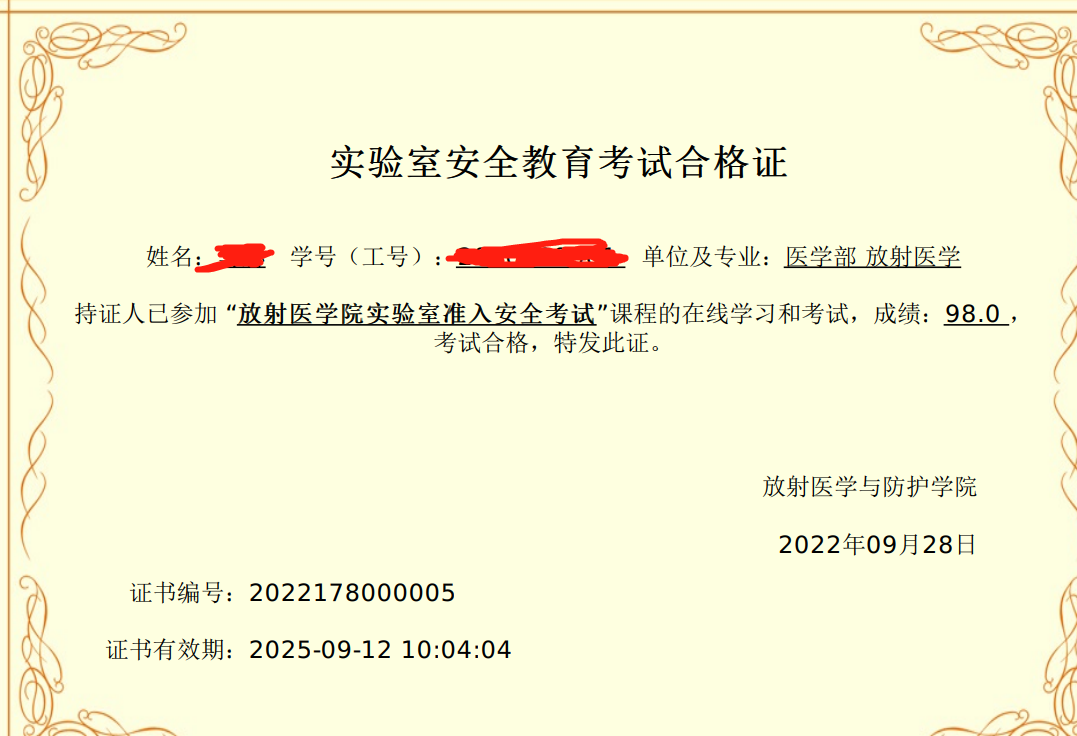 实验室安全教育考试合格证
姓名： 学号（工号）： 单位及专业：医学部 放射医学
持证人已参加 “放射医学院实验室准入安全考试”课程的在线学习和考试，成绩：98.0 ，
考试合格，特发此证。
放射医学与防护学院
2022年09月28日
证书编号：2022178000005
证书有效期：2025-09-12 10:04:04